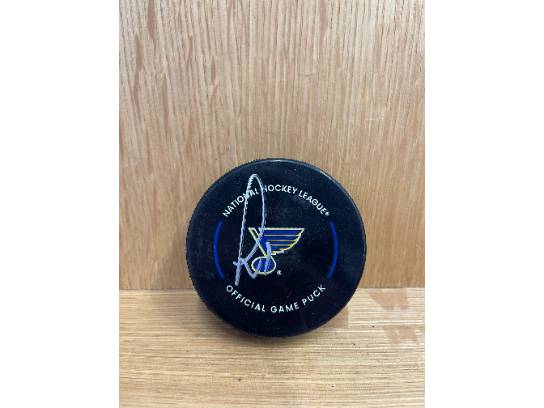 NATIONAL HOCKEY LEAGUE®
®
OFFICIAL GAME PUCK